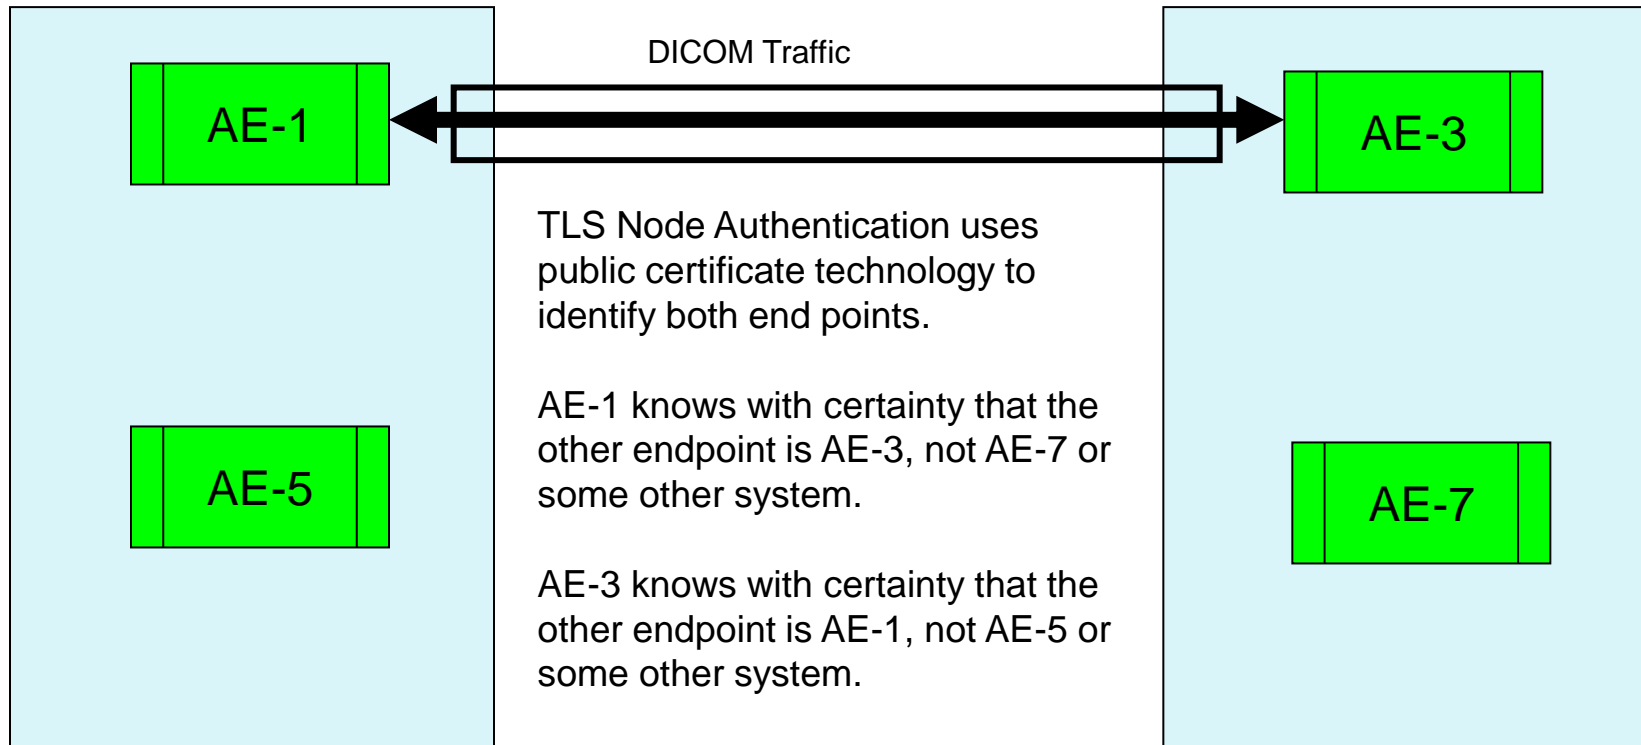 DICOM Traffic
AE-1
AE-3
TLS Node Authentication uses
public certificate technology to
identify both end points.
AE-1 knows with certainty that the
other endpoint is AE-3, not AE-7 or
some other system.
AE-5
AE-7
AE-3 knows with certainty that the
other endpoint is AE-1, not AE-5 or
some other system.